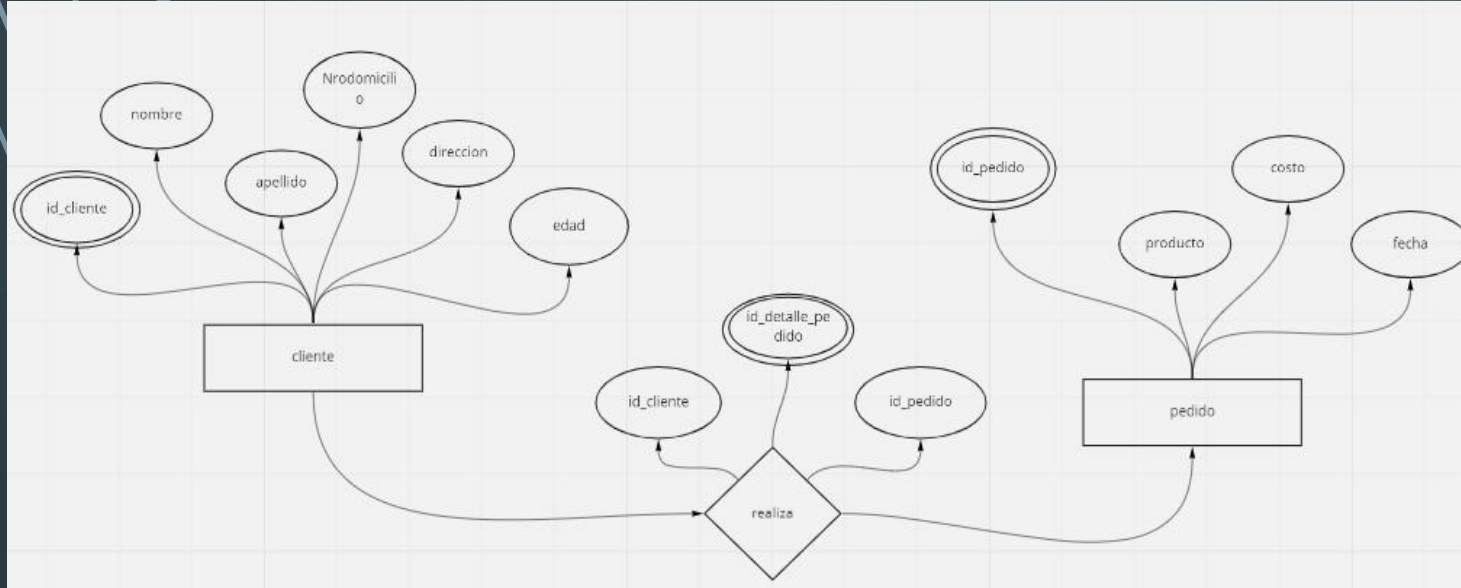 Nrodomicili
o
nombre
direccion
apellido
id_cliente
edad
cliente
id_pedido
costo
producto
fecha
id_detalle_pe
dido
id_cliente
id_pedido
pedido
realiza